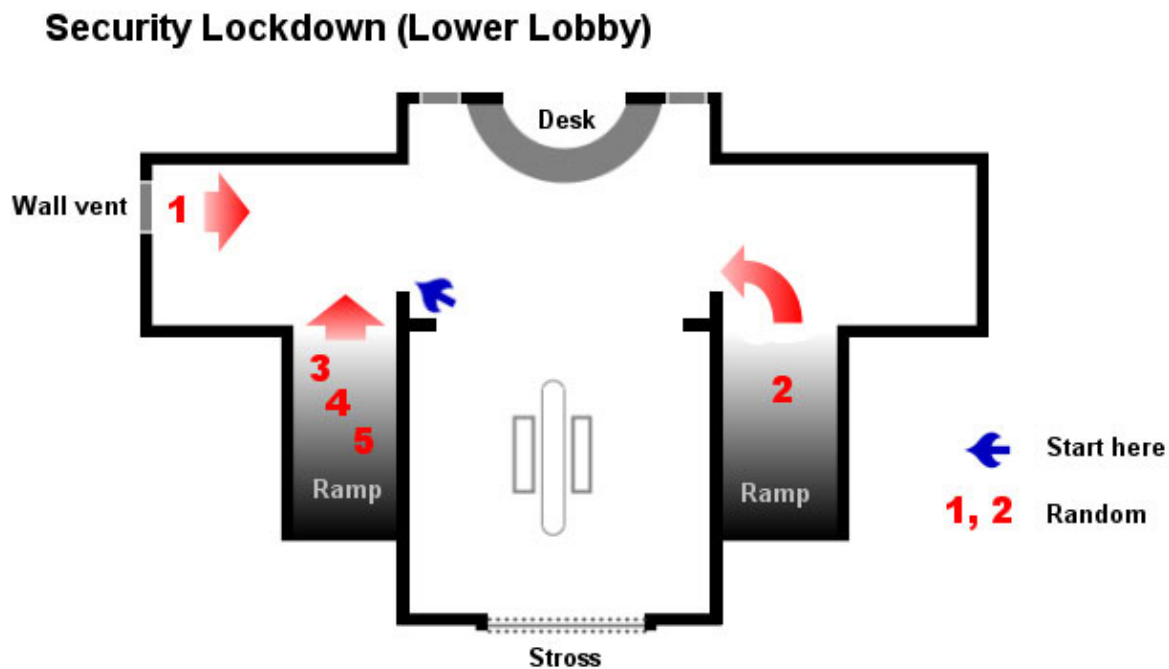 Security Lockdown (Lower Lobby)
Desk
Wall vent
1
3
4
5
Ramp
2
Ramp
Start here
1, 2 Random
Stross